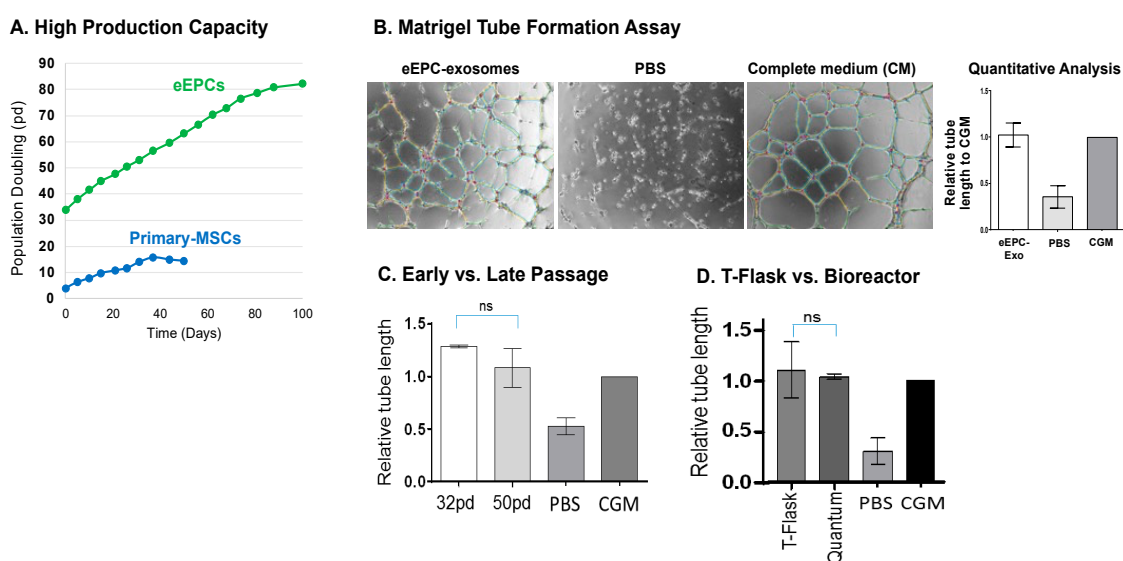 A. High Production Capacity
90
80
70
60
50
40
30
20
10
0
Population Doubling (pd)
eEPCs
Primary-MSCs
0 20 40 60 80 100
Time (Days)
B. Matrigel Tube Formation Assay
eEPC-exosomes PBS Complete medium (CM)
Quantitative Analysis
Relative tube
length to CGM
1.5
1.0
0.5
0.0
eEPC-
Exo
PBS CGM
C. Early vs. Late Passage
ns
Relative tube length
1.5
1.0
0.5
0.0
32pd 50pd PBS CGM
D. T-Flask vs. Bioreactor
ns
Relative tube length
1.5
1.0
0.5
0.0
T-Flask
Quantum
PBS CGM